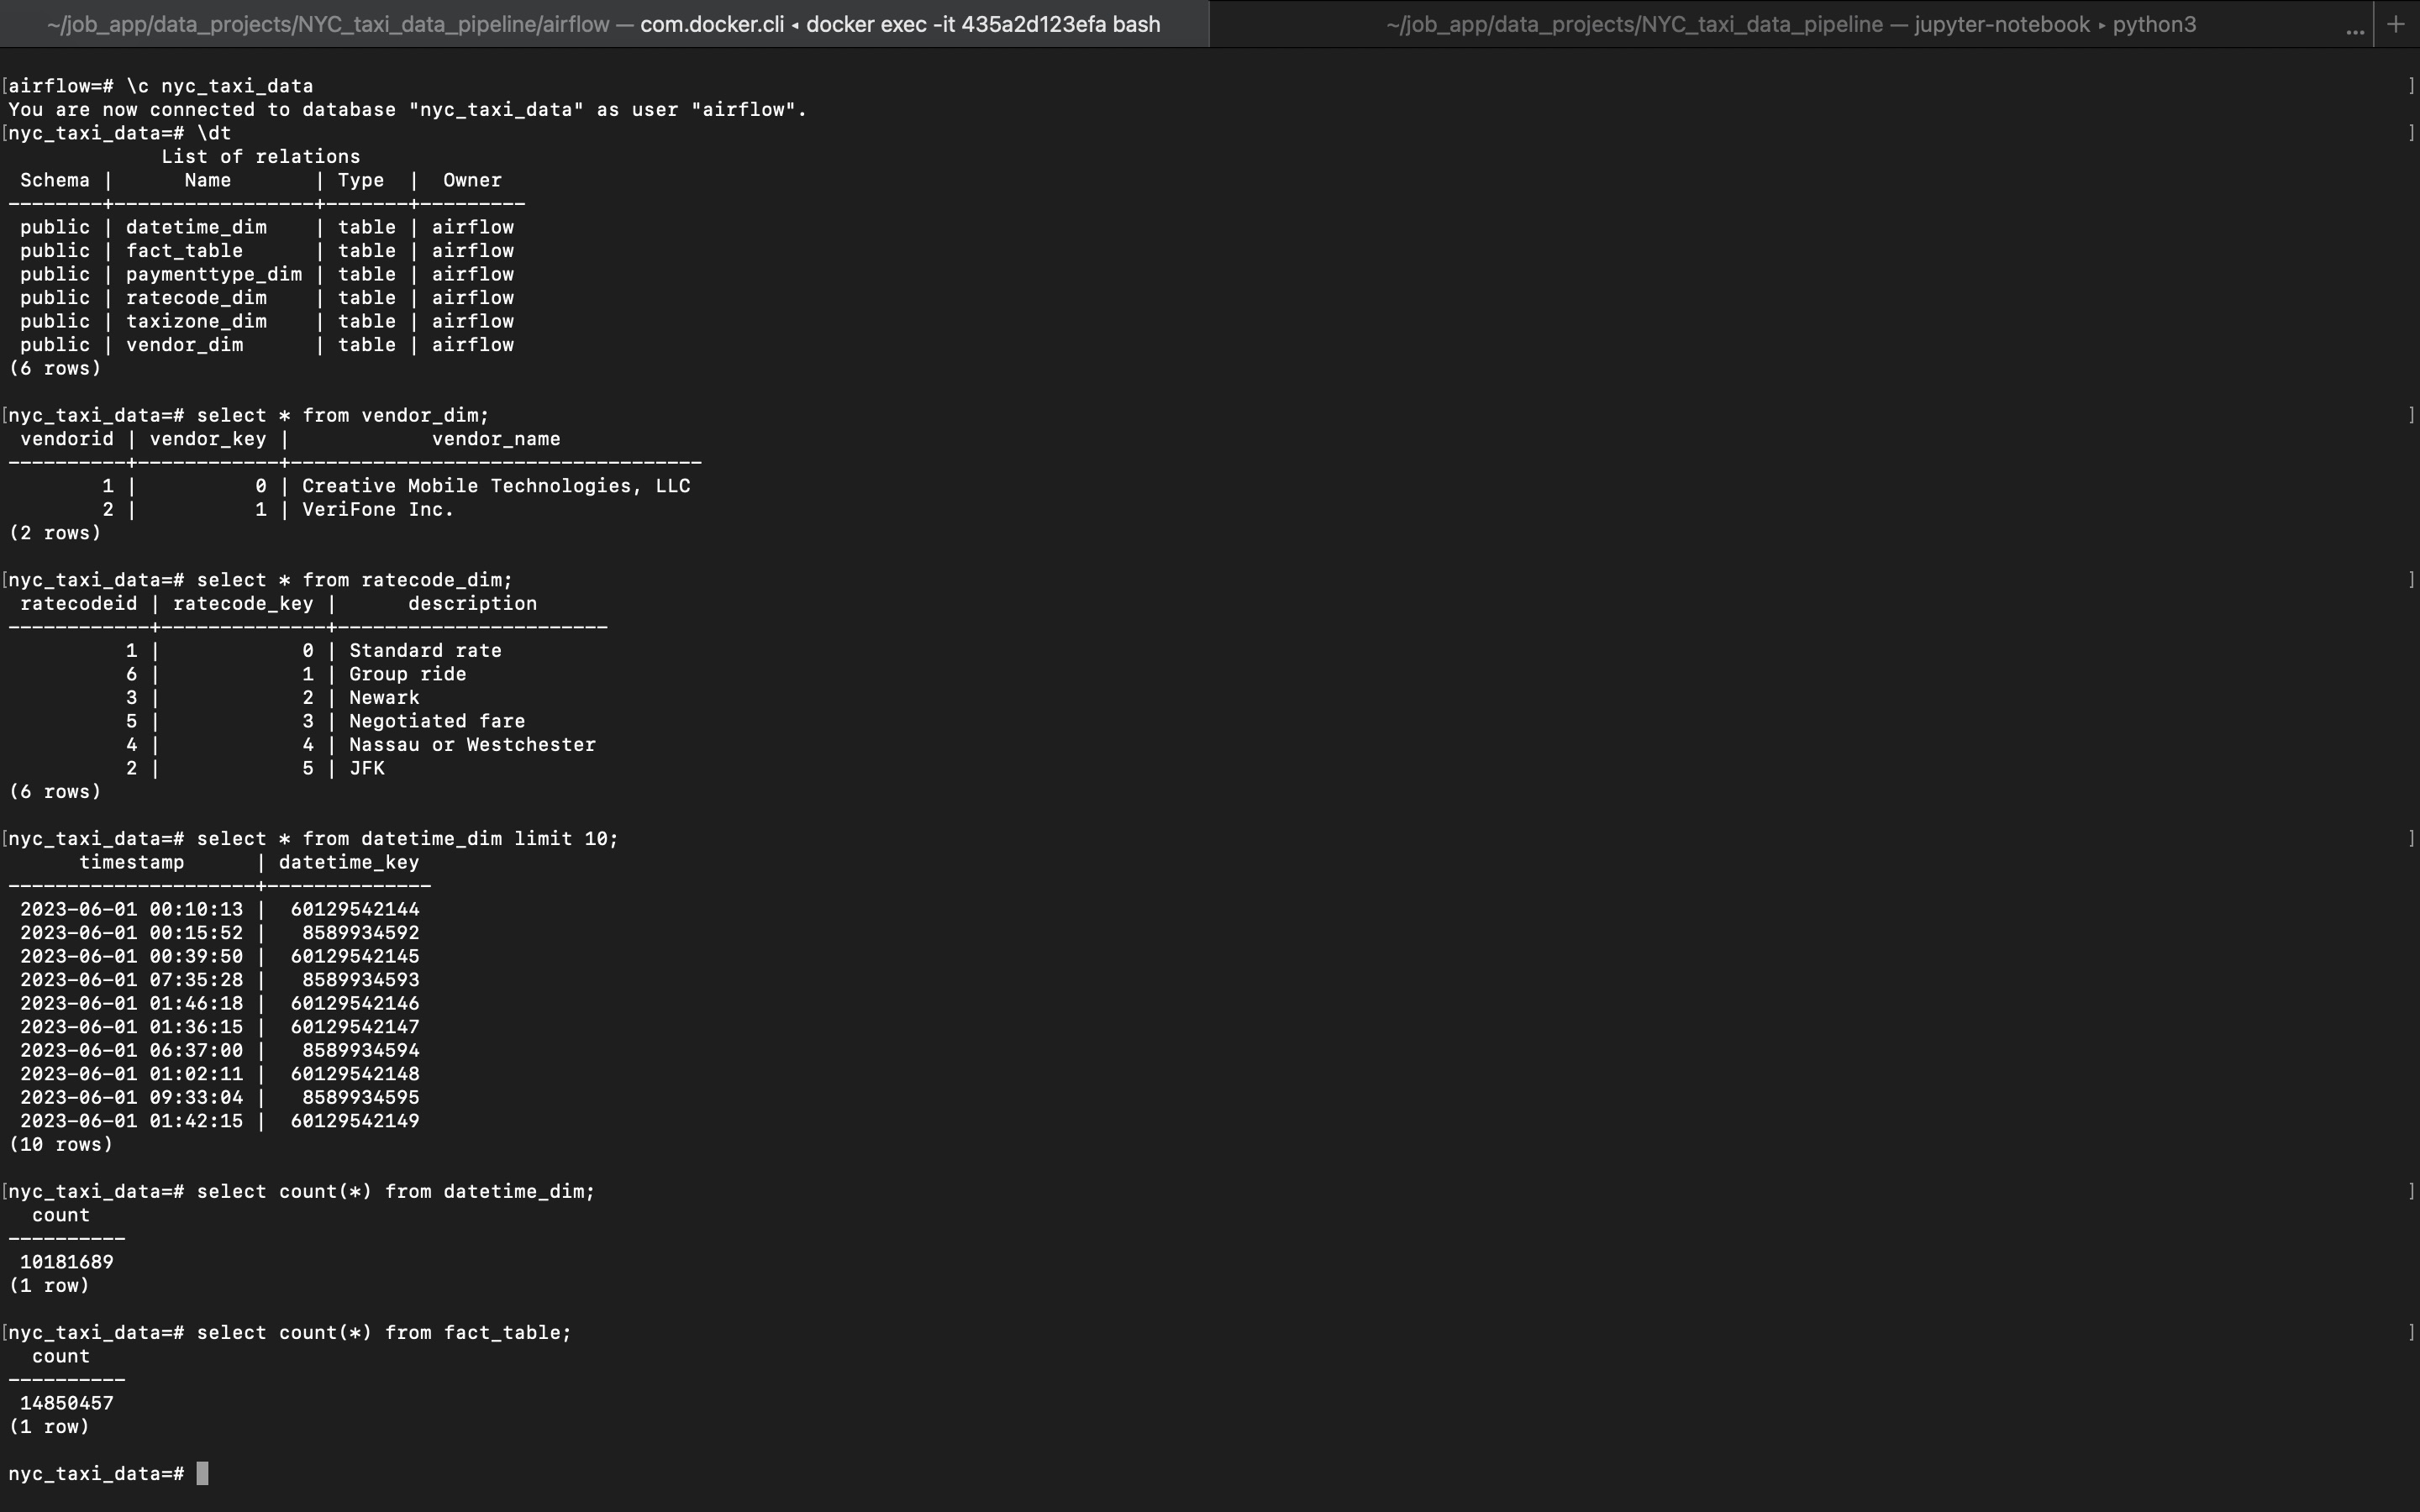 ~/job_app/data_projects/NYC_taxi_data_pipeline/airflow — com.docker.cli ◂ docker exec -it 435a2d123efa bash
~/job_app/data_projects/NYC_taxi_data_pipeline — jupyter-notebook ▸ python3 ... +
[airflow=# \c nyc_taxi_data ]
You are now connected to database "nyc_taxi_data" as user "airflow".
[nyc_taxi_data=# \dt ]
             List of relations
 Schema |      Name       | Type  |  Owner
--------+-----------------+-------+---------
 public | datetime_dim    | table | airflow
 public | fact_table      | table | airflow
 public | paymenttype_dim | table | airflow
 public | ratecode_dim    | table | airflow
 public | taxizone_dim    | table | airflow
 public | vendor_dim      | table | airflow
(6 rows)
[nyc_taxi_data=# select * from vendor_dim; ]
 vendorid | vendor_key |            vendor_name
----------+------------+-----------------------------------
        1 |          0 | Creative Mobile Technologies, LLC
        2 |          1 | VeriFone Inc.
(2 rows)
[nyc_taxi_data=# select * from ratecode_dim; ]
 ratecodeid | ratecode_key |      description
------------+--------------+-----------------------
          1 |            0 | Standard rate
          6 |            1 | Group ride
          3 |            2 | Newark
          5 |            3 | Negotiated fare
          4 |            4 | Nassau or Westchester
          2 |            5 | JFK
(6 rows)
[nyc_taxi_data=# select * from datetime_dim limit 10; ]
      timestamp      | datetime_key
---------------------+--------------
 2023-06-01 00:10:13 |  60129542144
 2023-06-01 00:15:52 |   8589934592
 2023-06-01 00:39:50 |  60129542145
 2023-06-01 07:35:28 |   8589934593
 2023-06-01 01:46:18 |  60129542146
 2023-06-01 01:36:15 |  60129542147
 2023-06-01 06:37:00 |   8589934594
 2023-06-01 01:02:11 |  60129542148
 2023-06-01 09:33:04 |   8589934595
 2023-06-01 01:42:15 |  60129542149
(10 rows)
[nyc_taxi_data=# select count(*) from datetime_dim; ]
  count
----------
 10181689
(1 row)
[nyc_taxi_data=# select count(*) from fact_table; ]
  count
----------
 14850457
(1 row)
nyc_taxi_data=#